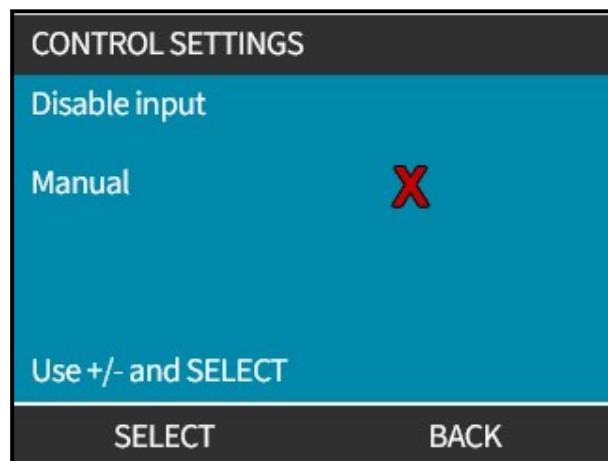 CONTROL SETTINGS
Disable input
Manual X
Use +/- and SELECT
SELECT BACK